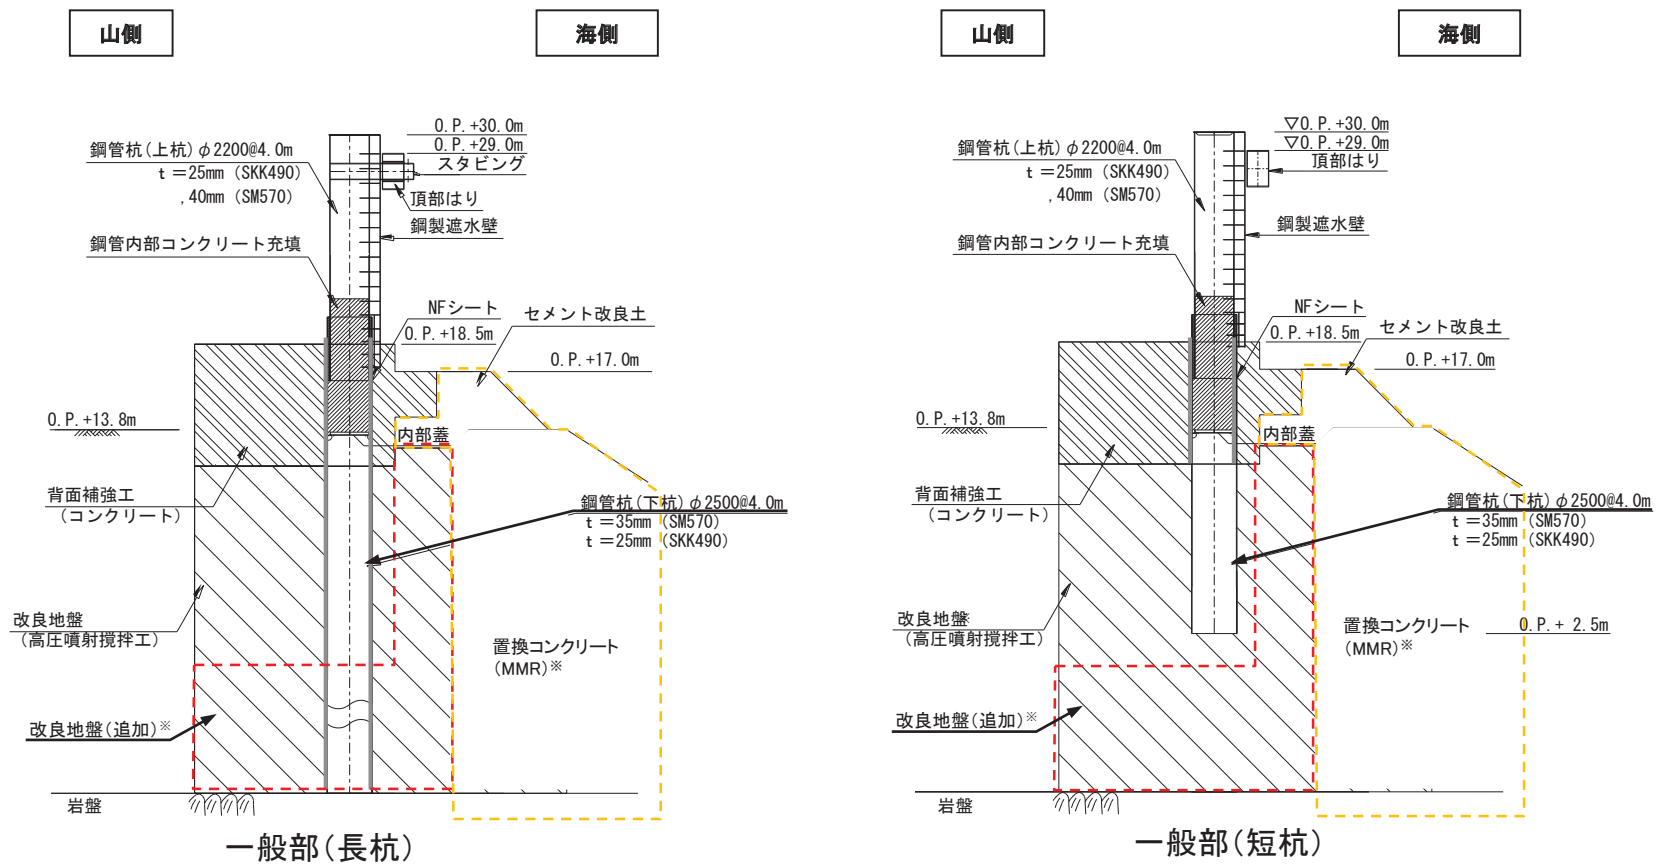 山側
海側
O.P.+30.0m
O.P.+29.0m
スタビング
頂部はり
鋼製遮水壁
鋼管杭(上杭)φ2200@4.0m
t=25mm (SKK490)
,40mm (SM570)
鋼管内部コンクリート充填
NFシート
O.P.+18.5m
セメント改良土
O.P.+17.0m
O.P.+13.8m
内部蓋
背面補強工
(コンクリート)
鋼管杭(下杭)φ2500@4.0m
t=35mm (SM570)
t=25mm (SKK490)
改良地盤
(高圧噴射撹拌工)
置換コンクリート
(MMR)※
改良地盤(追加)※
岩盤
一般部(長杭)
山側
海側
▽O.P.+30.0m
▽O.P.+29.0m
頂部はり
鋼製遮水壁
鋼管杭(上杭)φ2200@4.0m
t=25mm (SKK490)
,40mm (SM570)
鋼管内部コンクリート充填
NFシート
O.P.+18.5m
セメント改良土
O.P.+17.0m
O.P.+13.8m
内部蓋
背面補強工
(コンクリート)
鋼管杭(下杭)φ2500@4.0m
t=35mm (SM570)
t=25mm (SKK490)
改良地盤
(高圧噴射撹拌工)
置換コンクリート
(MMR)※
O.P.+ 2.5m
改良地盤(追加)※
岩盤
一般部(短杭)